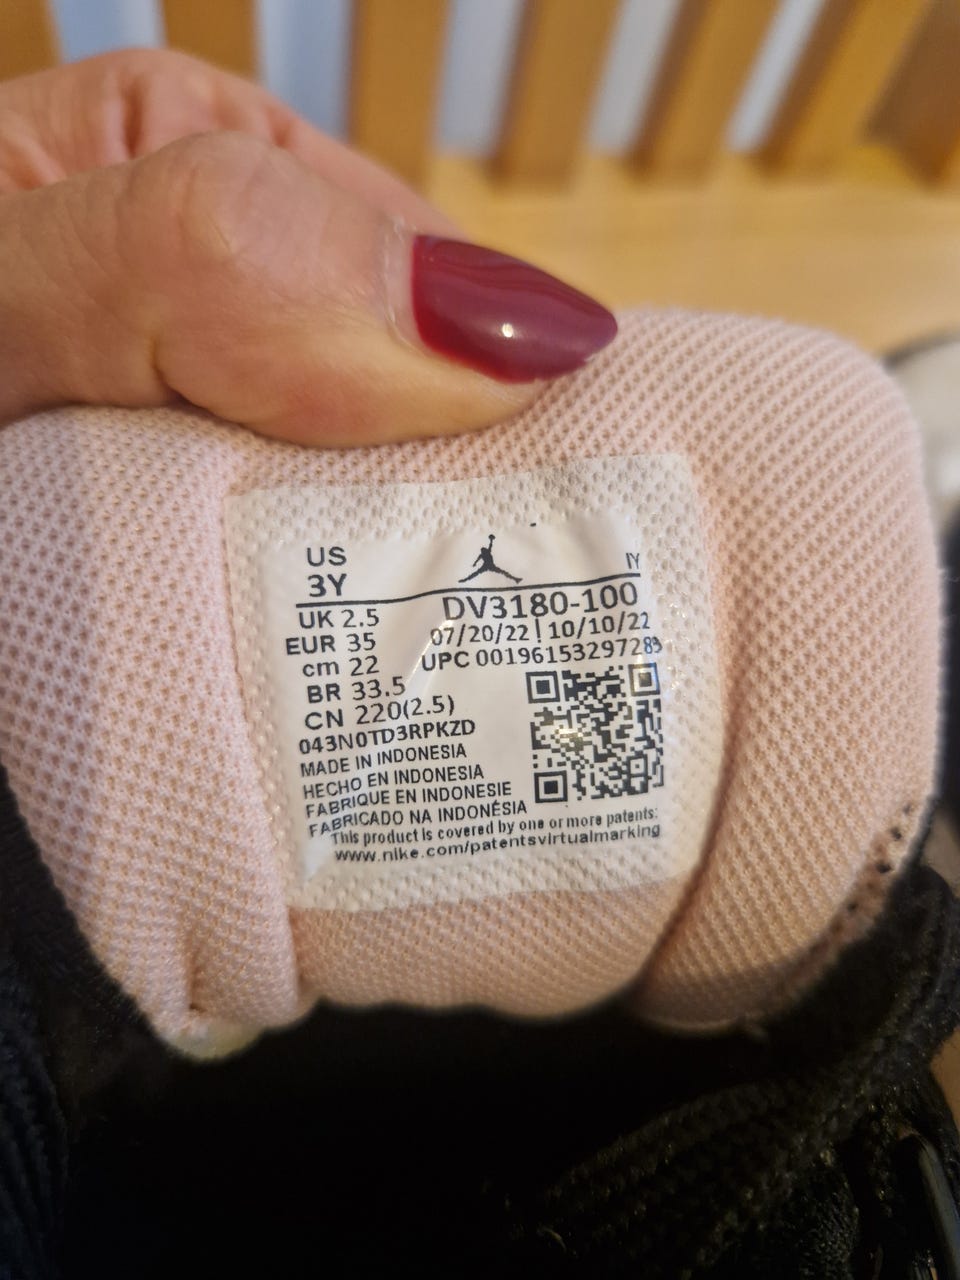 US
3Y
IY
UK 2.5
DV3180-100
EUR 35
07/20/22 | 10/10/22
cm 22
UPC 00196153297289
BR 33.5
CN 220(2.5)
043N0TD3RPKZD
MADE IN INDONESIA
HECHO EN INDONESIA
FABRIQUE EN INDONESIE
FABRICADO NA INDONÉSIA
This product is covered by one or more patents:
www.nike.com/patentsvirtualmarking